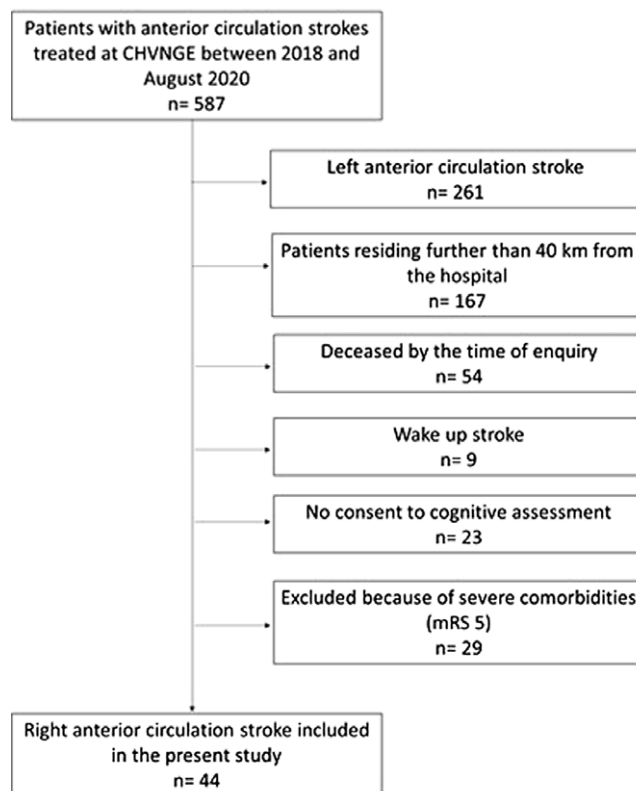 Patients with anterior circulation strokes
treated at CHVNGE between 2018 and
August 2020
n= 587
Left anterior circulation stroke
n= 261
Patients residing further than 40 km from
the hospital
n= 167
Deceased by the time of enquiry
n= 54
Wake up stroke
n= 9
No consent to cognitive assessment
n= 23
Excluded because of severe comorbidities
(mRS 5)
n= 29
Right anterior circulation stroke included
in the present study
n= 44